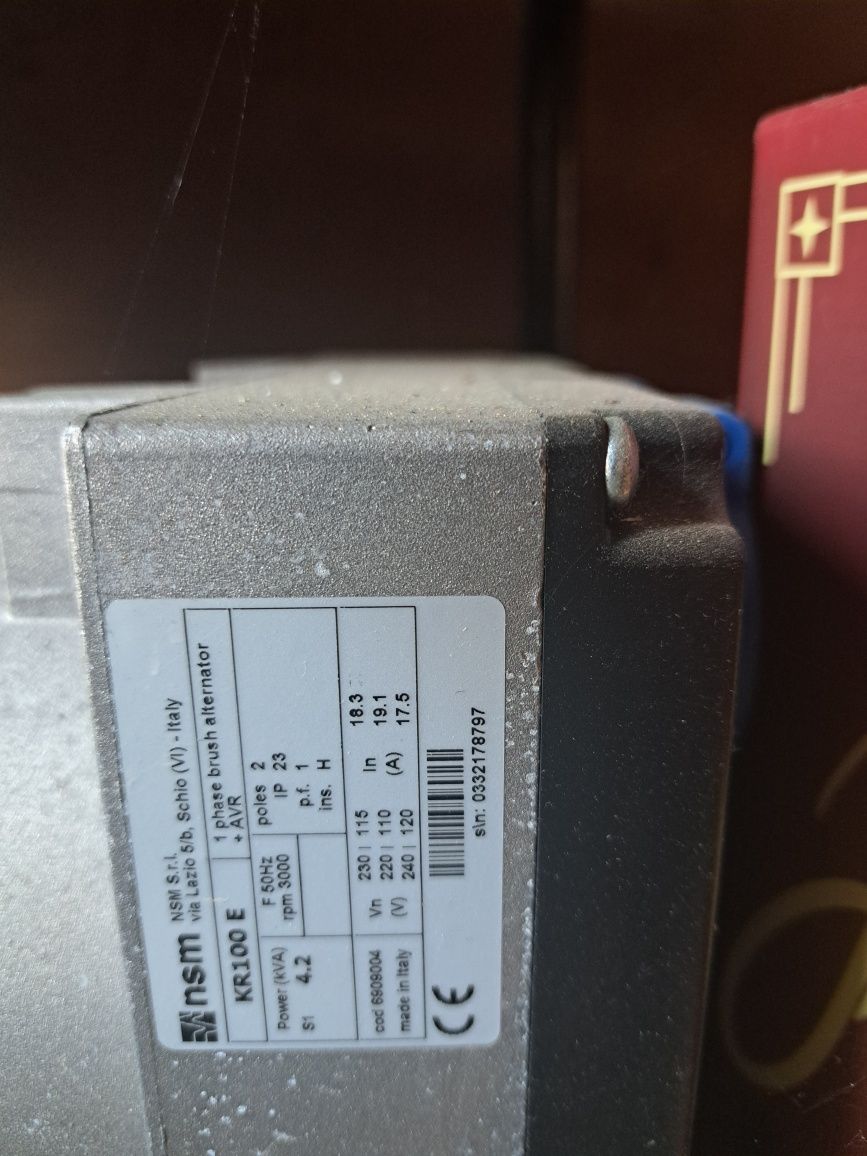 nsm NSM S.r.l.
via Lazio 5/b, Schio (VI) - Italy
KR100 E 1 phase brush alternator
+ AVR
Power (kVA) F 50Hz poles 2
rpm 3000 IP 23
S1 4.2 p.f. 1
ins. H
cod 6909004 Vn 230 | 115 In 18.3
220 | 110 19.1
made in Italy (V) 240 | 120 (A) 17.5
CE
s\n: 0332178797